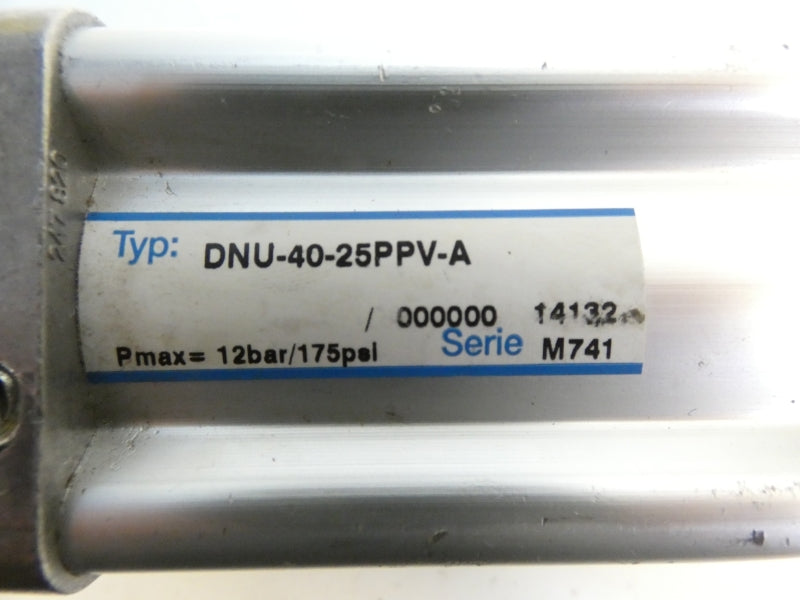 Typ: DNU-40-25PPV-A
/ 000000 14132
Pmax= 12bar/175psi Serie M741